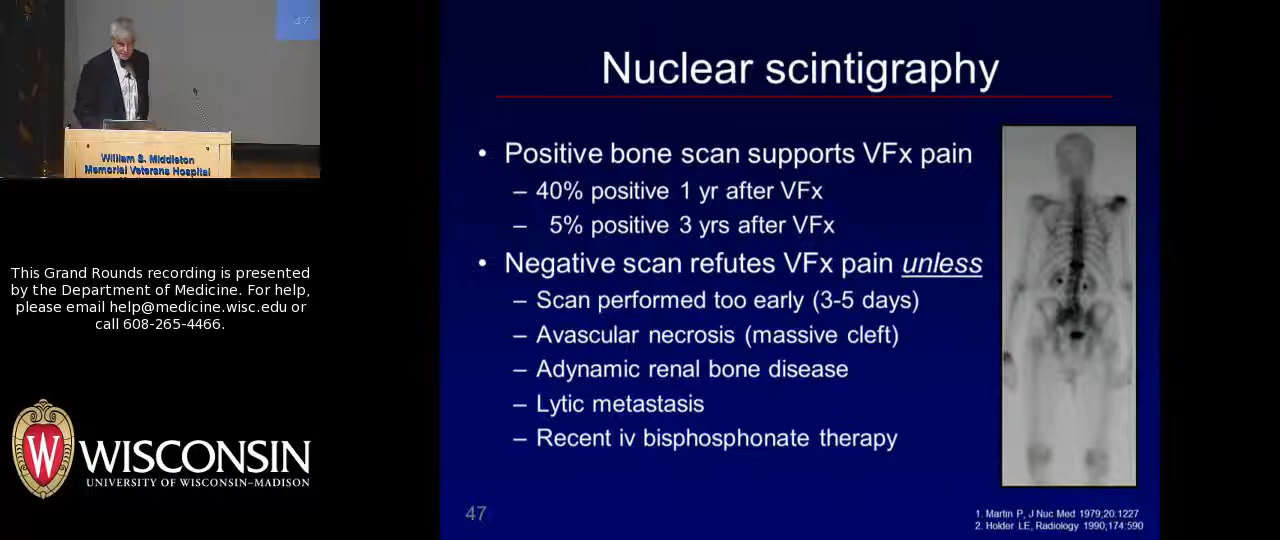 47
William S. Middleton
Memorial Veterans Hospital
This Grand Rounds recording is presented
by the Department of Medicine. For help,
please email help@medicine.wisc.edu or
call 608-265-4466.
W WISCONSIN
UNIVERSITY OF WISCONSIN–MADISON
Nuclear scintigraphy
• Positive bone scan supports VFx pain
– 40% positive 1 yr after VFx
– 5% positive 3 yrs after VFx
• Negative scan refutes VFx pain unless
– Scan performed too early (3-5 days)
– Avascular necrosis (massive cleft)
– Adynamic renal bone disease
– Lytic metastasis
– Recent iv bisphosphonate therapy
47
1. Martin P, J Nuc Med 1979;20:1227
2. Holder LE, Radiology 1990;174:590